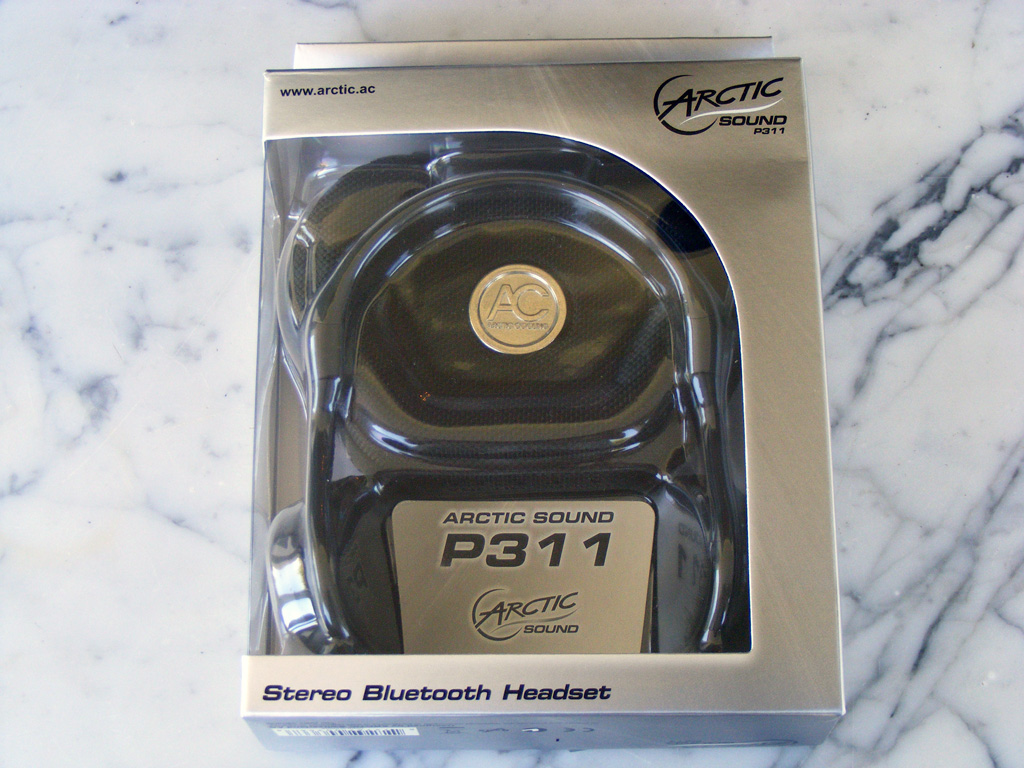 www.arctic.ac
ARCTIC
SOUND
P311
AC
ARCTIC SOUND
P311
ARCTIC
SOUND
Stereo Bluetooth Headset